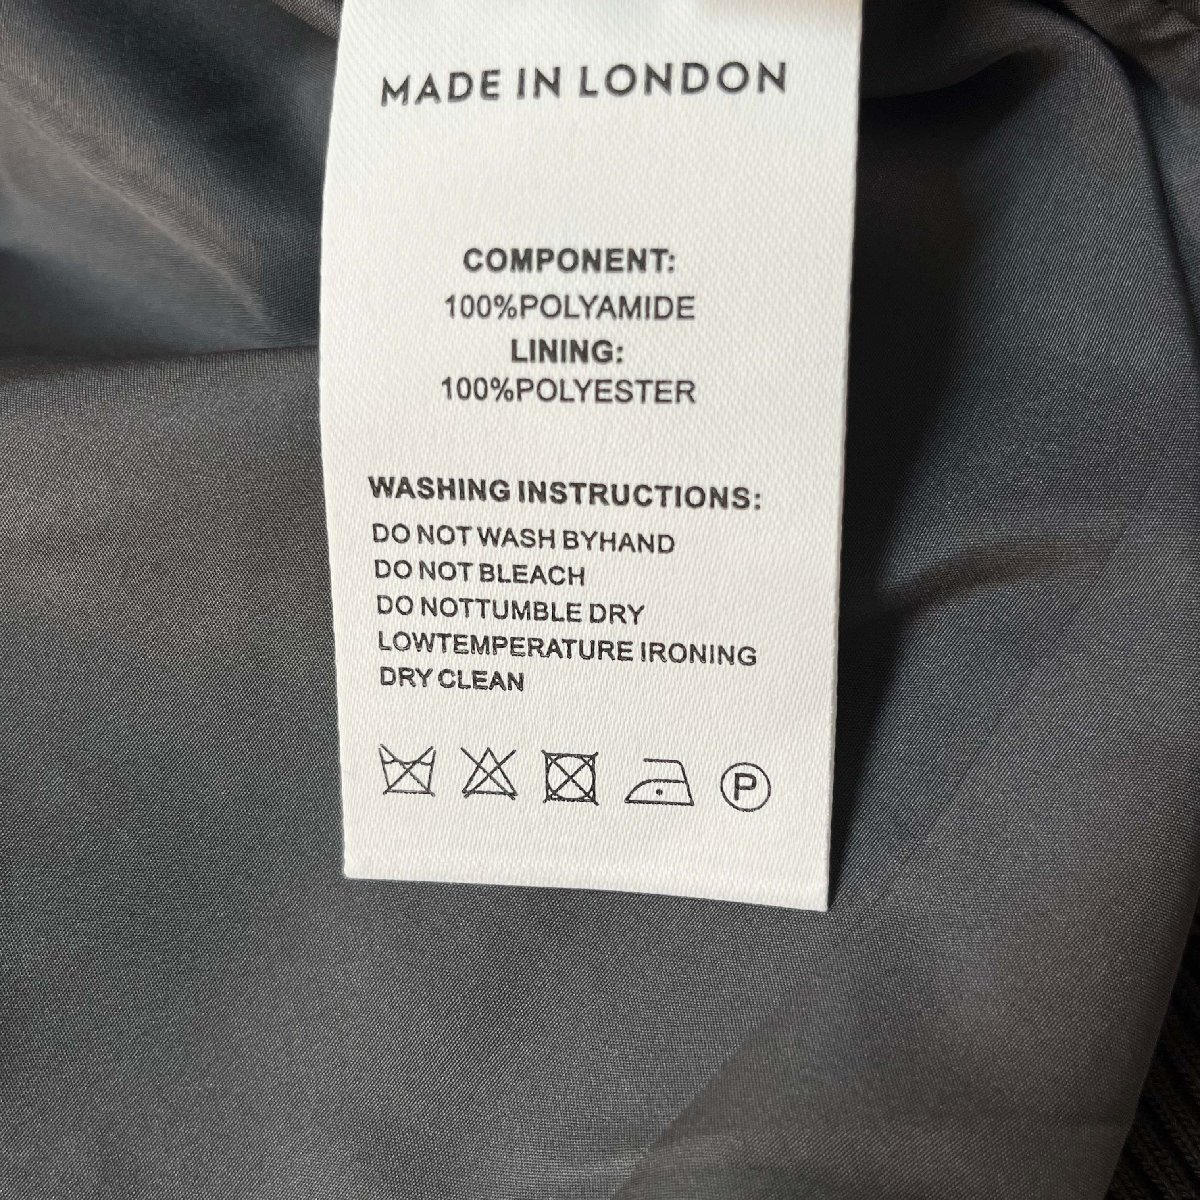 MADE IN LONDON
COMPONENT:
100%POLYAMIDE
LINING:
100%POLYESTER
WASHING INSTRUCTIONS:
DO NOT WASH BYHAND
DO NOT BLEACH
DO NOTTUMBLE DRY
LOWTEMPERATURE IRONING
DRY CLEAN
P